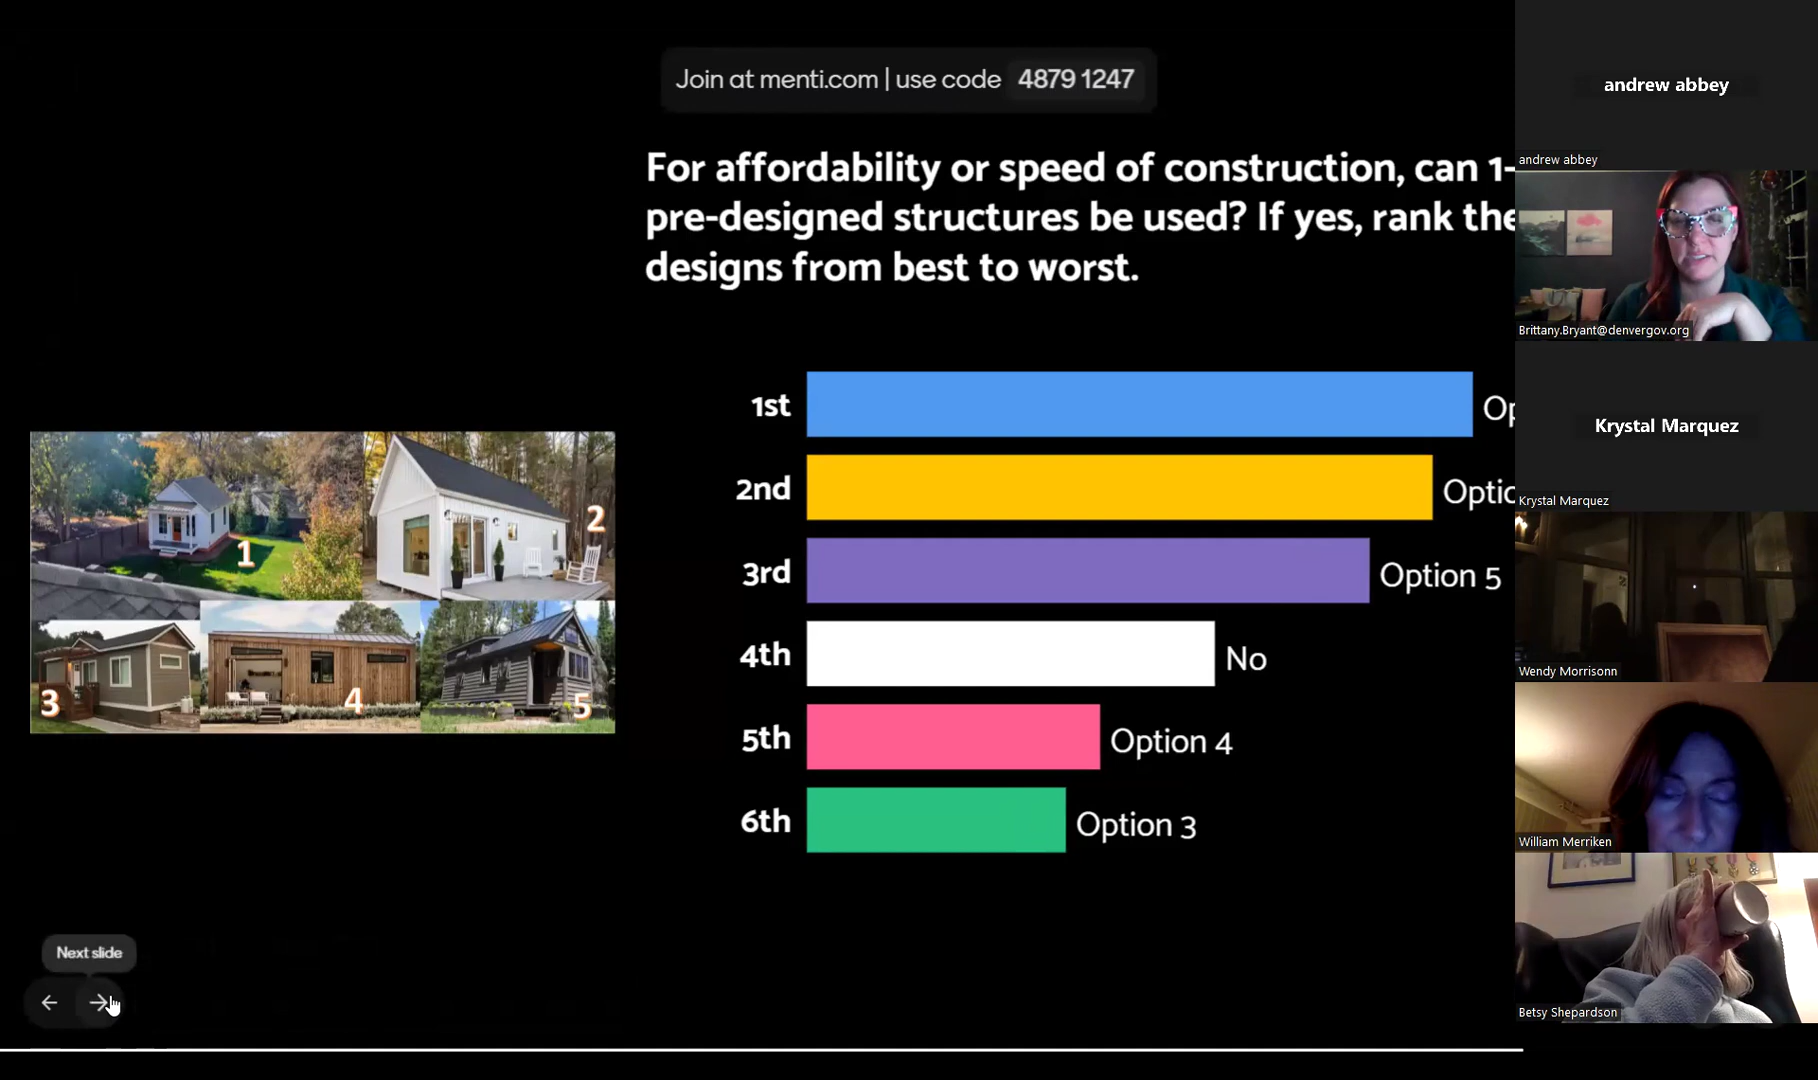 Join at menti.com | use code 4879 1247
For affordability or speed of construction, can 1-
pre-designed structures be used? If yes, rank the
designs from best to worst.
1st
Op
2nd
Optic
3rd
Option 5
4th
No
5th
Option 4
6th
Option 3
1
2
3
4
5
Next slide
andrew abbey
andrew abbey
Brittany.Bryant@denvergov.org
Krystal Marquez
Krystal Marquez
Wendy Morrisonn
William Merriken
Betsy Shepardson